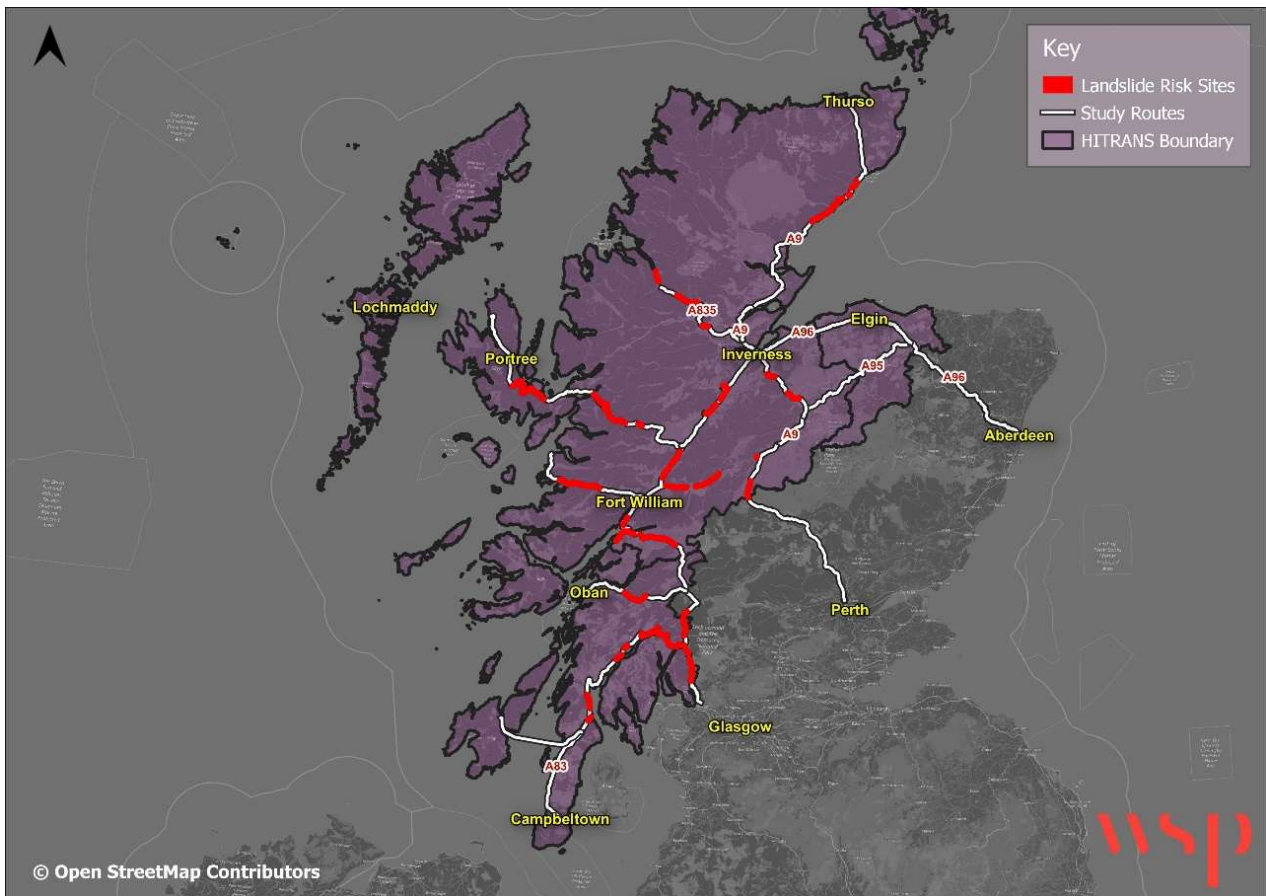 Key
Landslide Risk Sites
Study Routes
HITRANS Boundary
Thurso
A9
Lochmaddy
A835
A9
A96
Elgin
Inverness
Portree
A95
A96
A9
Aberdeen
Fort William
Oban
Perth
Glasgow
A83
Campbeltown
wsp
© Open StreetMap Contributors